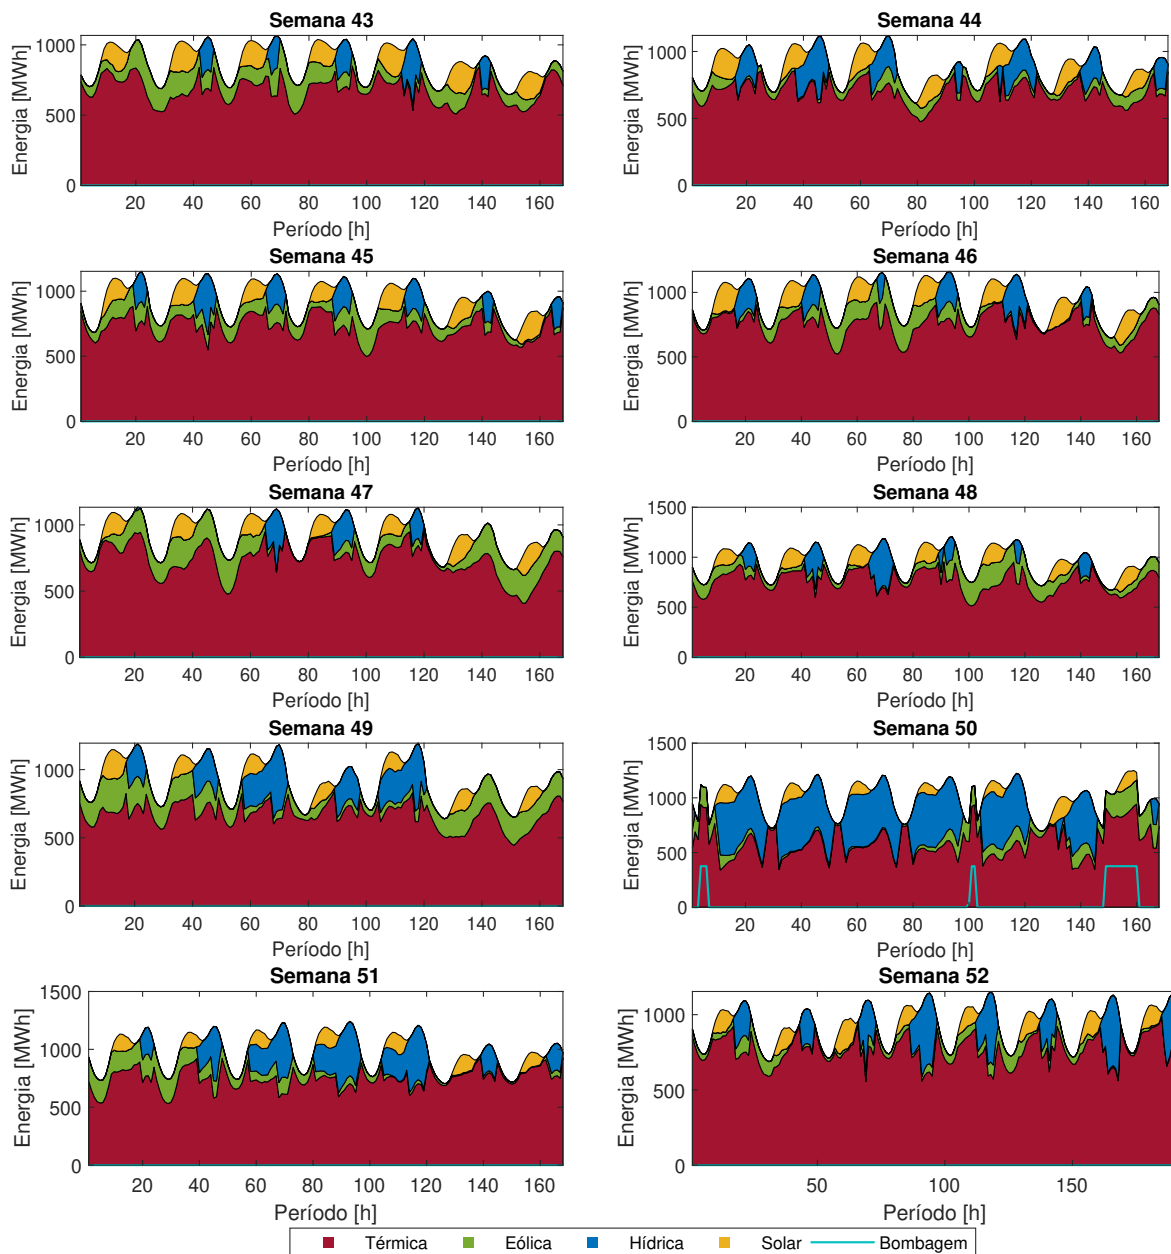 Semana 43
Energia [MWh]
1000
500
0
20 40 60 80 100 120 140 160
Período [h]
Semana 44
Energia [MWh]
1000
500
0
20 40 60 80 100 120 140 160
Período [h]
Semana 45
Energia [MWh]
1000
500
0
20 40 60 80 100 120 140 160
Período [h]
Semana 46
Energia [MWh]
1000
500
0
20 40 60 80 100 120 140 160
Período [h]
Semana 47
Energia [MWh]
1000
500
0
20 40 60 80 100 120 140 160
Período [h]
Semana 48
Energia [MWh]
1500
1000
500
0
20 40 60 80 100 120 140 160
Período [h]
Semana 49
Energia [MWh]
1000
500
0
20 40 60 80 100 120 140 160
Período [h]
Semana 50
Energia [MWh]
1500
1000
500
0
20 40 60 80 100 120 140 160
Período [h]
Semana 51
Energia [MWh]
1500
1000
500
0
20 40 60 80 100 120 140 160
Período [h]
Semana 52
Energia [MWh]
1000
500
0
50 100 150
Período [h]
Térmica Eólica Hídrica Solar Bombagem